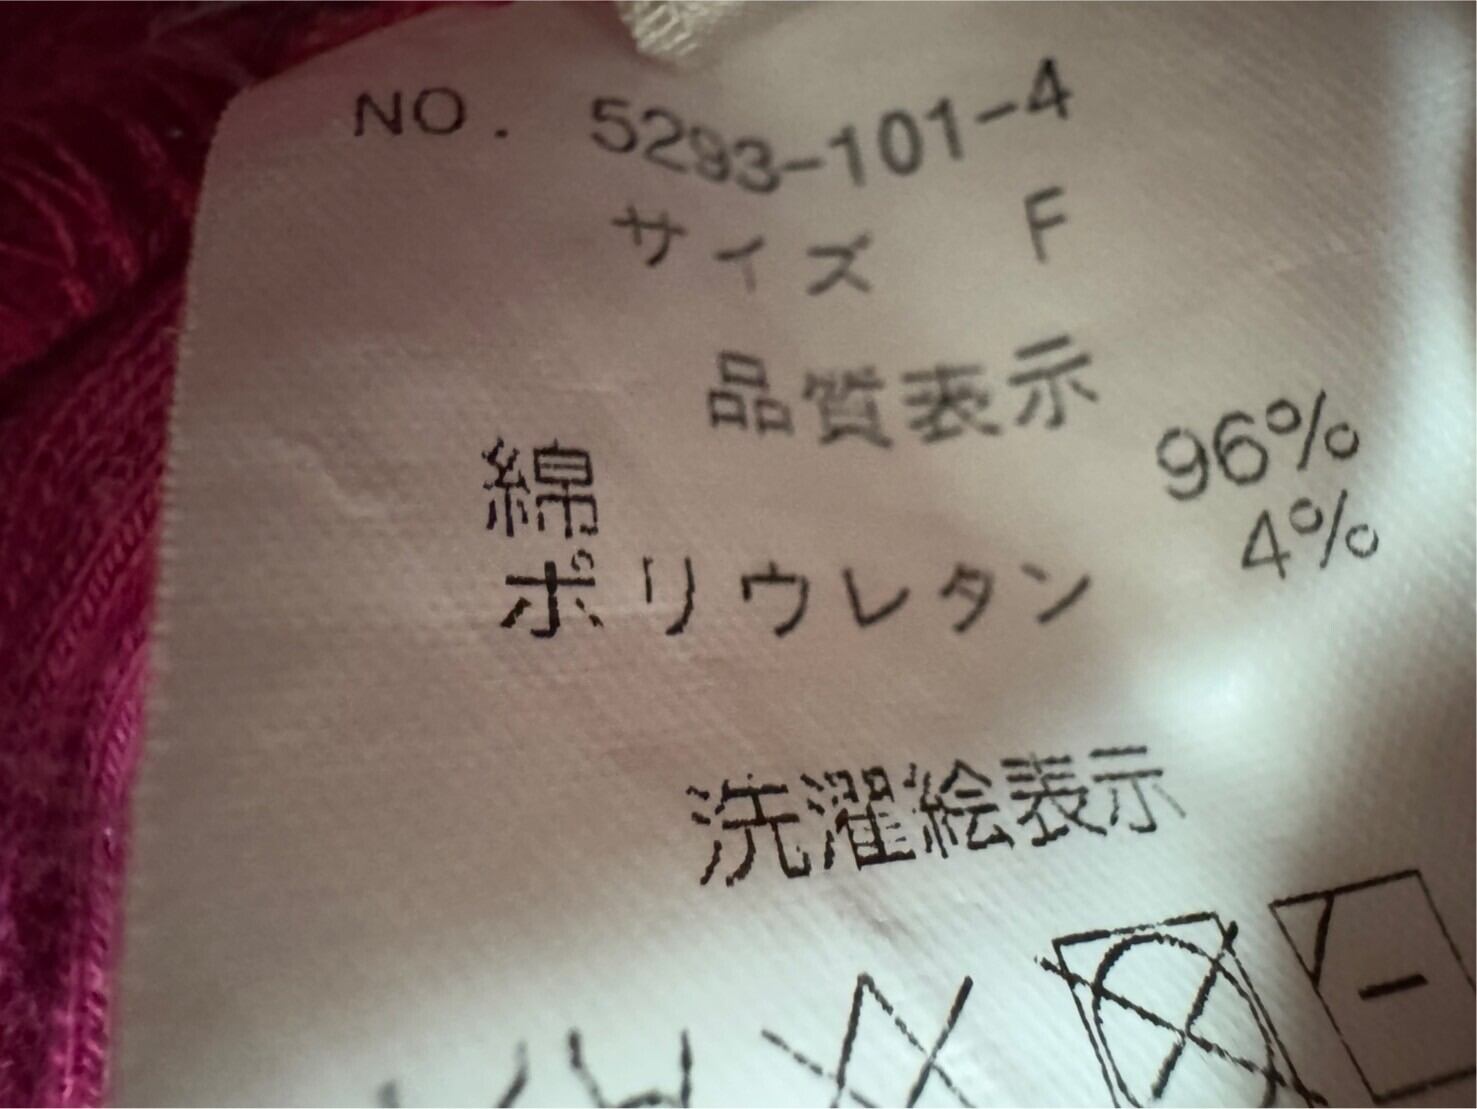 NO. 5293-101-4
サイズ F
品質表示
綿 96%
ポリウレタン 4%
洗濯絵表示